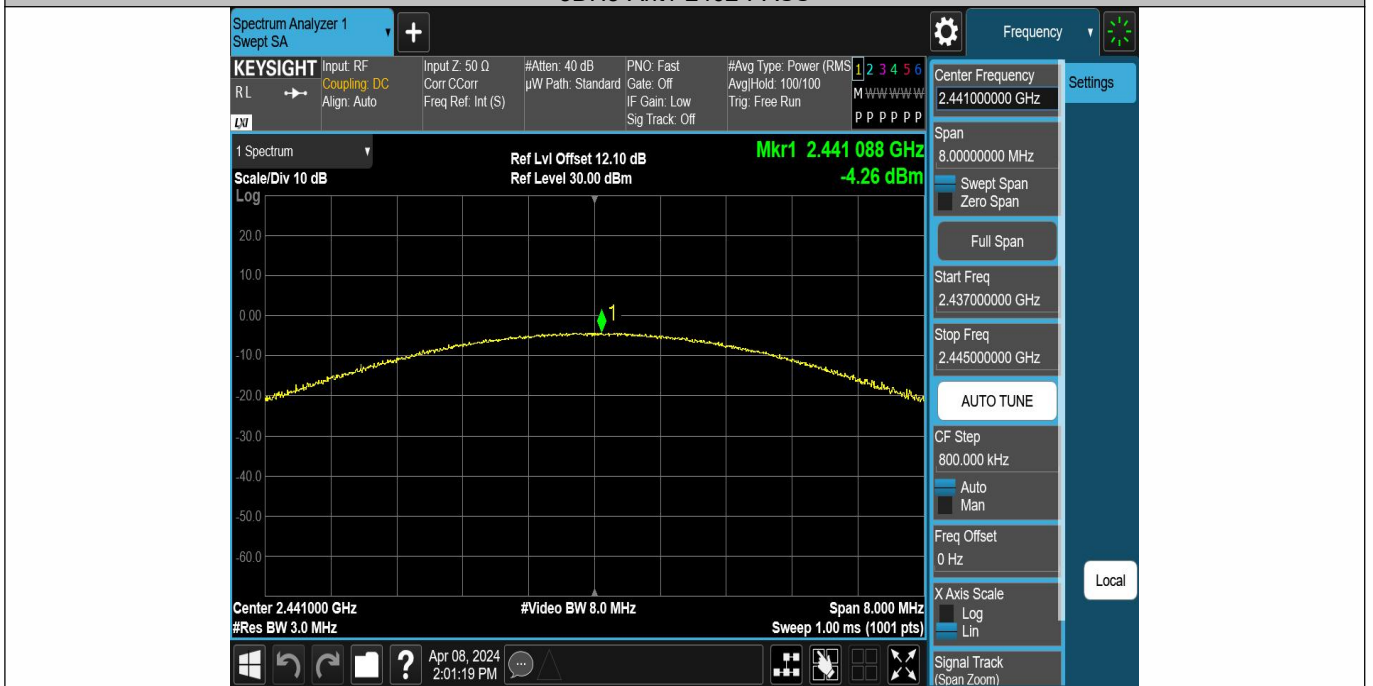 Spectrum Analyzer 1
Swept SA
Frequency
KEYSIGHT
RL
LXI
Input: RF
Coupling: DC
Align: Auto
Input Z: 50 Ω
Corr CCorr
Freq Ref: Int (S)
#Atten: 40 dB
µW Path: Standard
PNO: Fast
Gate: Off
IF Gain: Low
Sig Track: Off
#Avg Type: Power (RMS
Avg|Hold: 100/100
Trig: Free Run
1 2 3 4 5 6
M W W W W W
P P P P P P
1 Spectrum
Scale/Div 10 dB
Ref Lvl Offset 12.10 dB
Ref Level 30.00 dBm
Mkr1 2.441 088 GHz
-4.26 dBm
Log
20.0
10.0
0.00
-10.0
-20.0
-30.0
-40.0
-50.0
-60.0
1
Center 2.441000 GHz
#Video BW 8.0 MHz
Span 8.000 MHz
#Res BW 3.0 MHz
Sweep 1.00 ms (1001 pts)
Apr 08, 2024
2:01:19 PM
Center Frequency
2.441000000 GHz
Settings
Span
8.00000000 MHz
Swept Span
Zero Span
Full Span
Start Freq
2.437000000 GHz
Stop Freq
2.445000000 GHz
AUTO TUNE
CF Step
800.000 kHz
Auto
Man
Freq Offset
0 Hz
X Axis Scale
Log
Lin
Signal Track
(Span Zoom)
Local